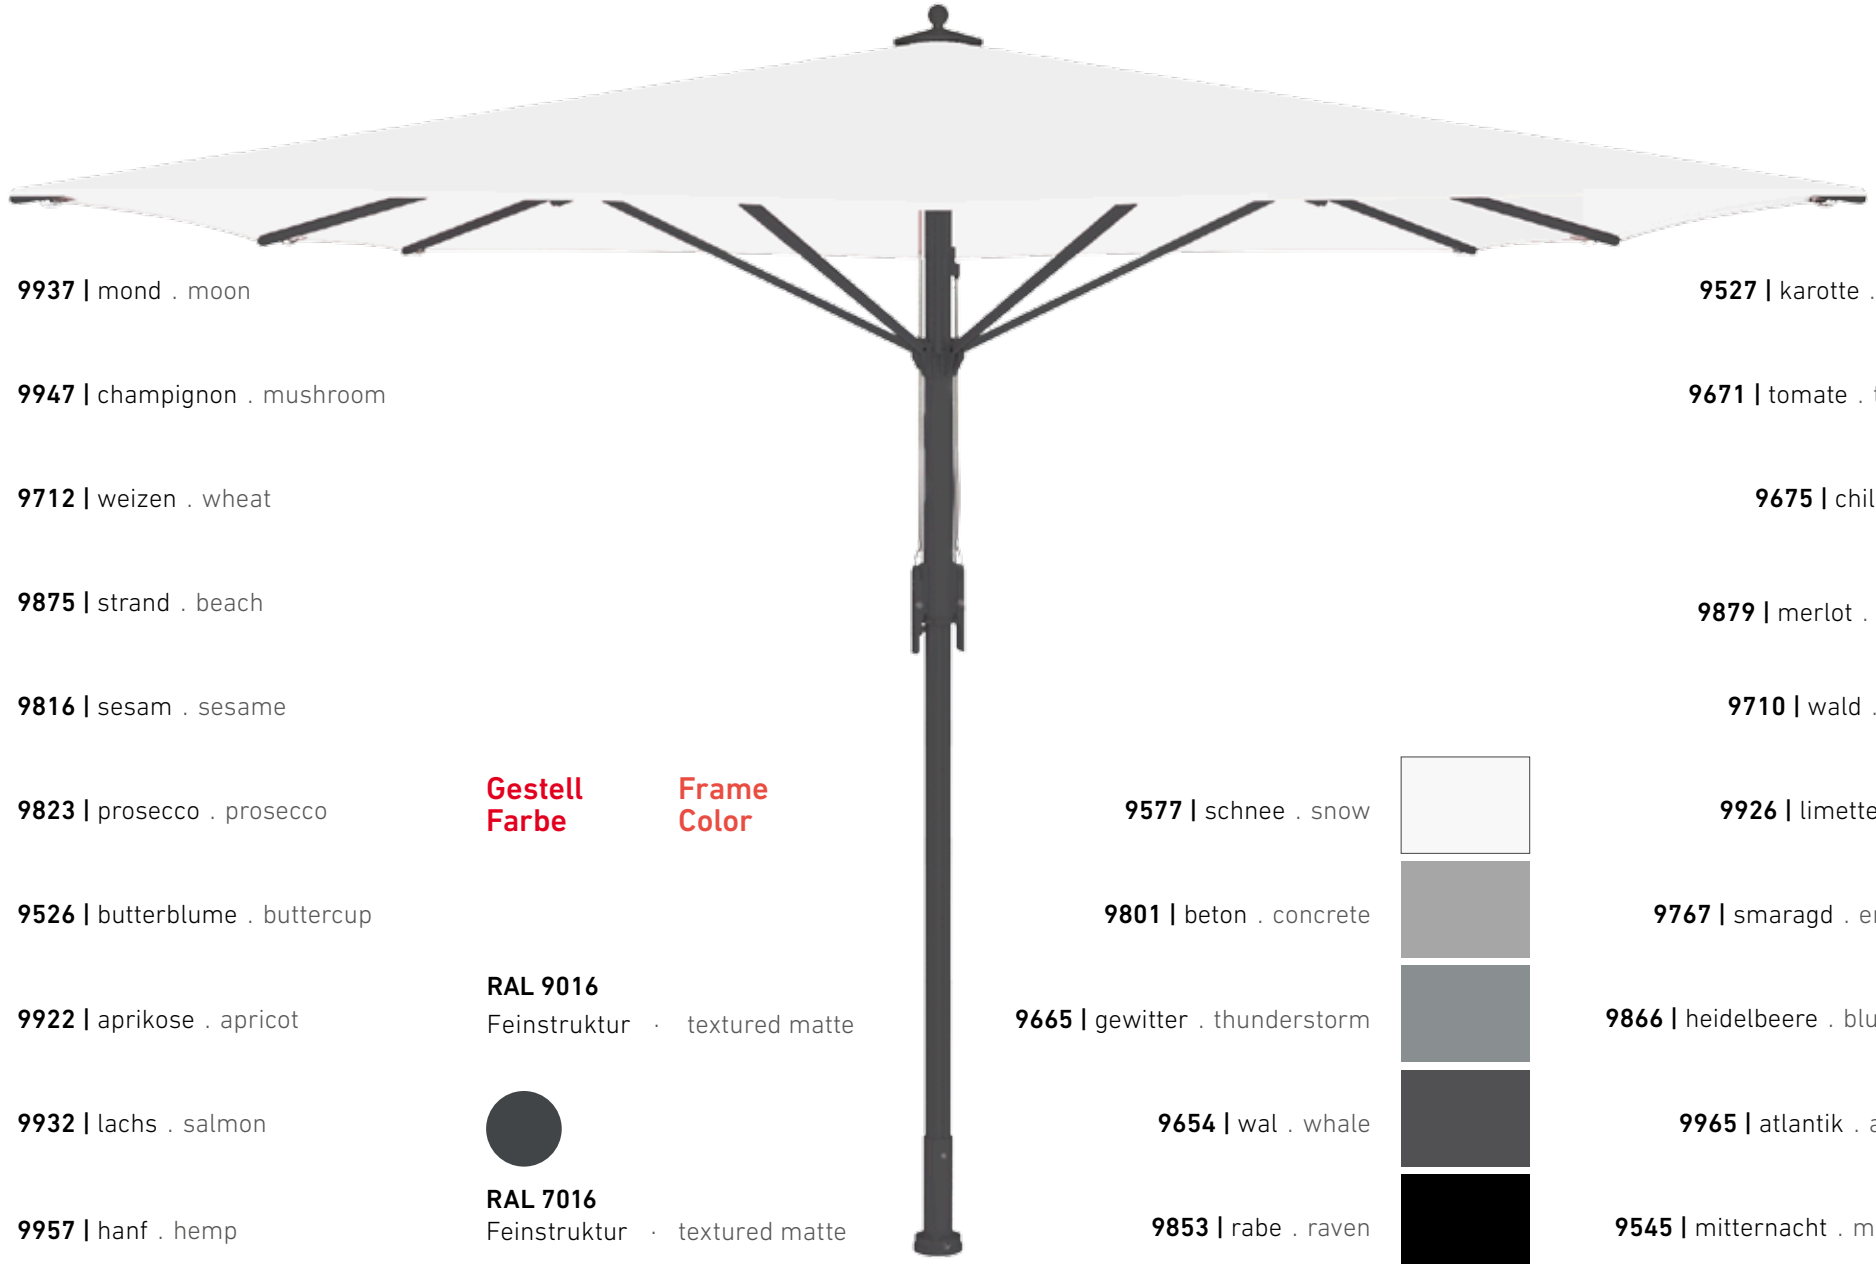 9937 | mond . moon
9947 | champignon . mushroom
9712 | weizen . wheat
9875 | strand . beach
9816 | sesam . sesame
9823 | prosecco . prosecco
9526 | butterblume . buttercup
9922 | aprikose . apricot
9932 | lachs . salmon
9957 | hanf . hemp
Gestell
Farbe
Frame
Color
RAL 9016
Feinstruktur · textured matte
RAL 7016
Feinstruktur · textured matte
9577 | schnee . snow
9801 | beton . concrete
9665 | gewitter . thunderstorm
9654 | wal . whale
9853 | rabe . raven
9527 | karotte .
9671 | tomate .
9675 | chil
9879 | merlot .
9710 | wald .
9926 | limette
9767 | smaragd .
9866 | heidelbeere . blu
9965 | atlantik . a
9545 | mitternacht . m